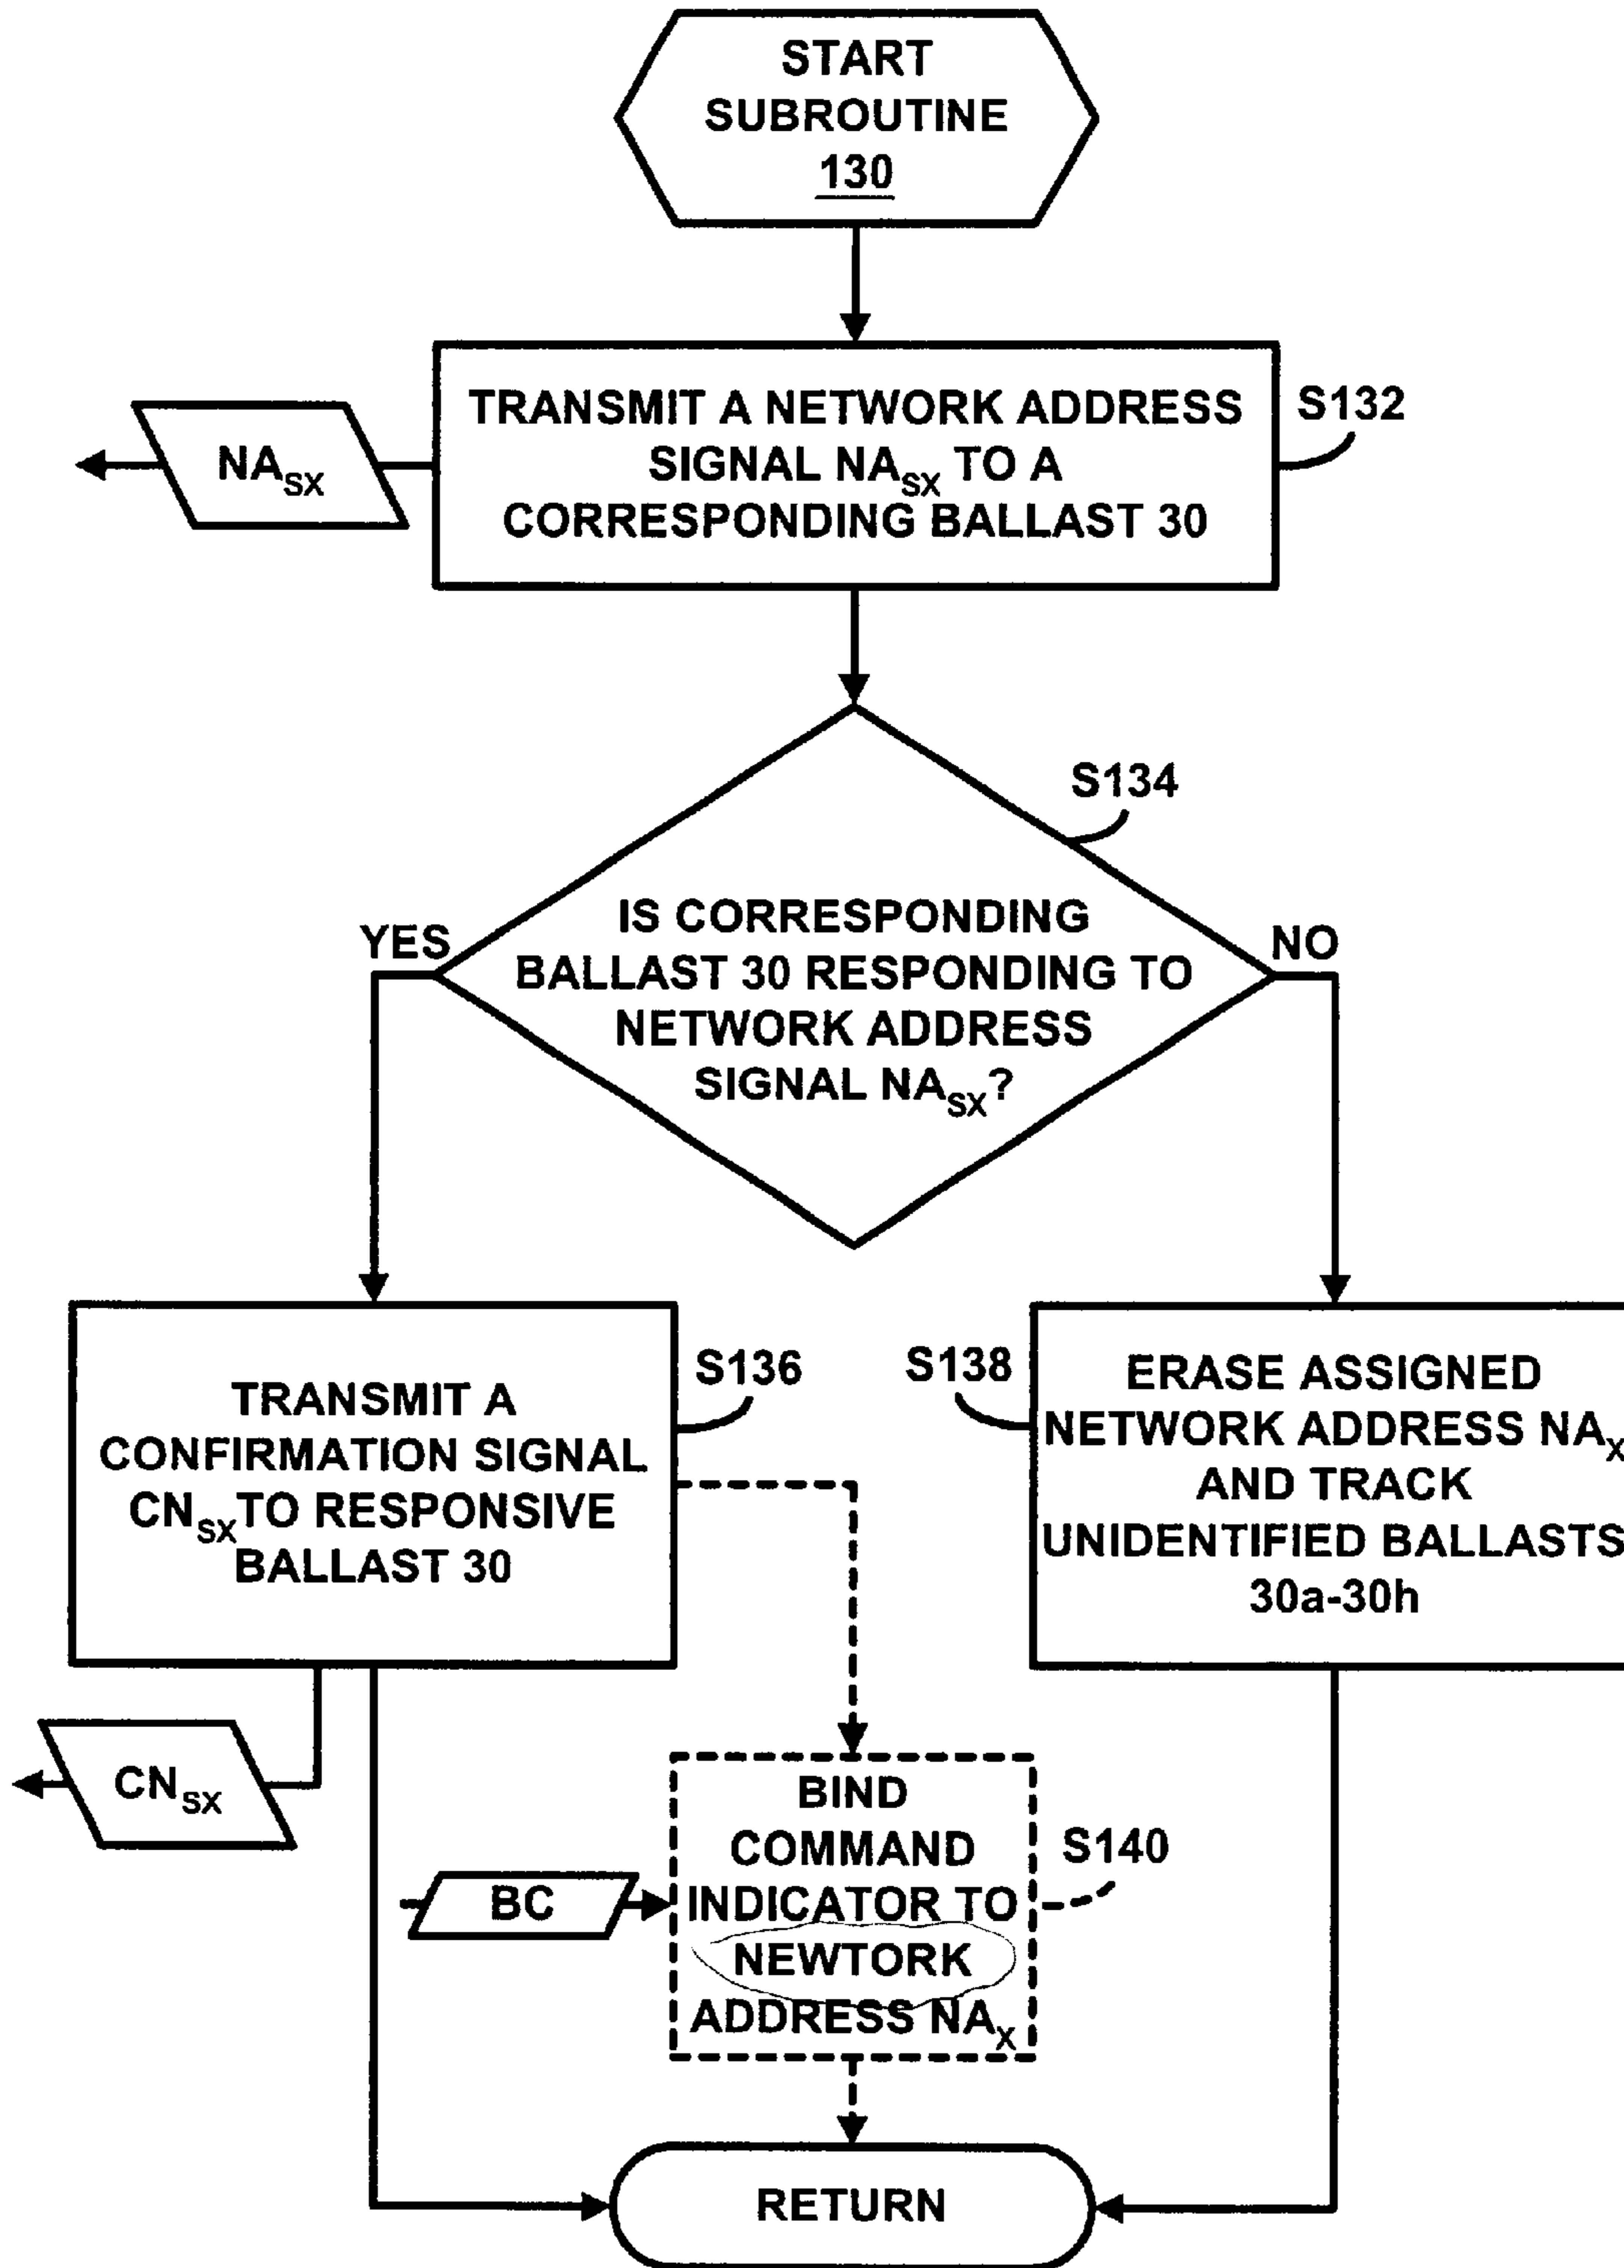 START
SUBROUTINE
130
TRANSMIT A NETWORK ADDRESS
SIGNAL NASX TO A
CORRESPONDING BALLAST 30
S132
NASX
S134
IS CORRESPONDING
BALLAST 30 RESPONDING TO
NETWORK ADDRESS
SIGNAL NASX?
YES
NO
TRANSMIT A
CONFIRMATION SIGNAL
CNSX TO RESPONSIVE
BALLAST 30
S136
S138
ERASE ASSIGNED
NETWORK ADDRESS NAX
AND TRACK
UNIDENTIFIED BALLASTS
30a-30h
CNSX
BIND
COMMAND
INDICATOR TO
NEWTORK
ADDRESS NAX
S140
BC
RETURN